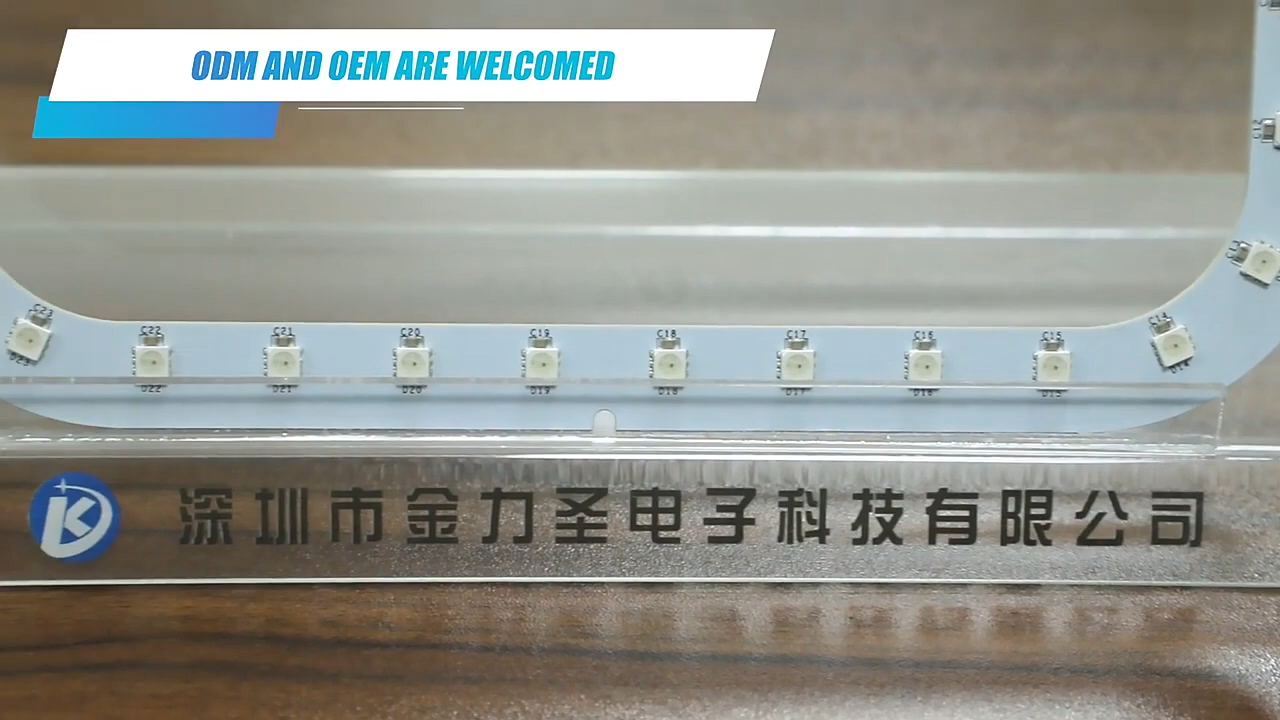 ODM AND OEM ARE WELCOMED
C23 C22 C21 C20 C19 C18 C17 C16 C15 C14
D22 D21 D20 D19 D18 D17 D16 D15 D14
深圳市金力圣电子科技有限公司